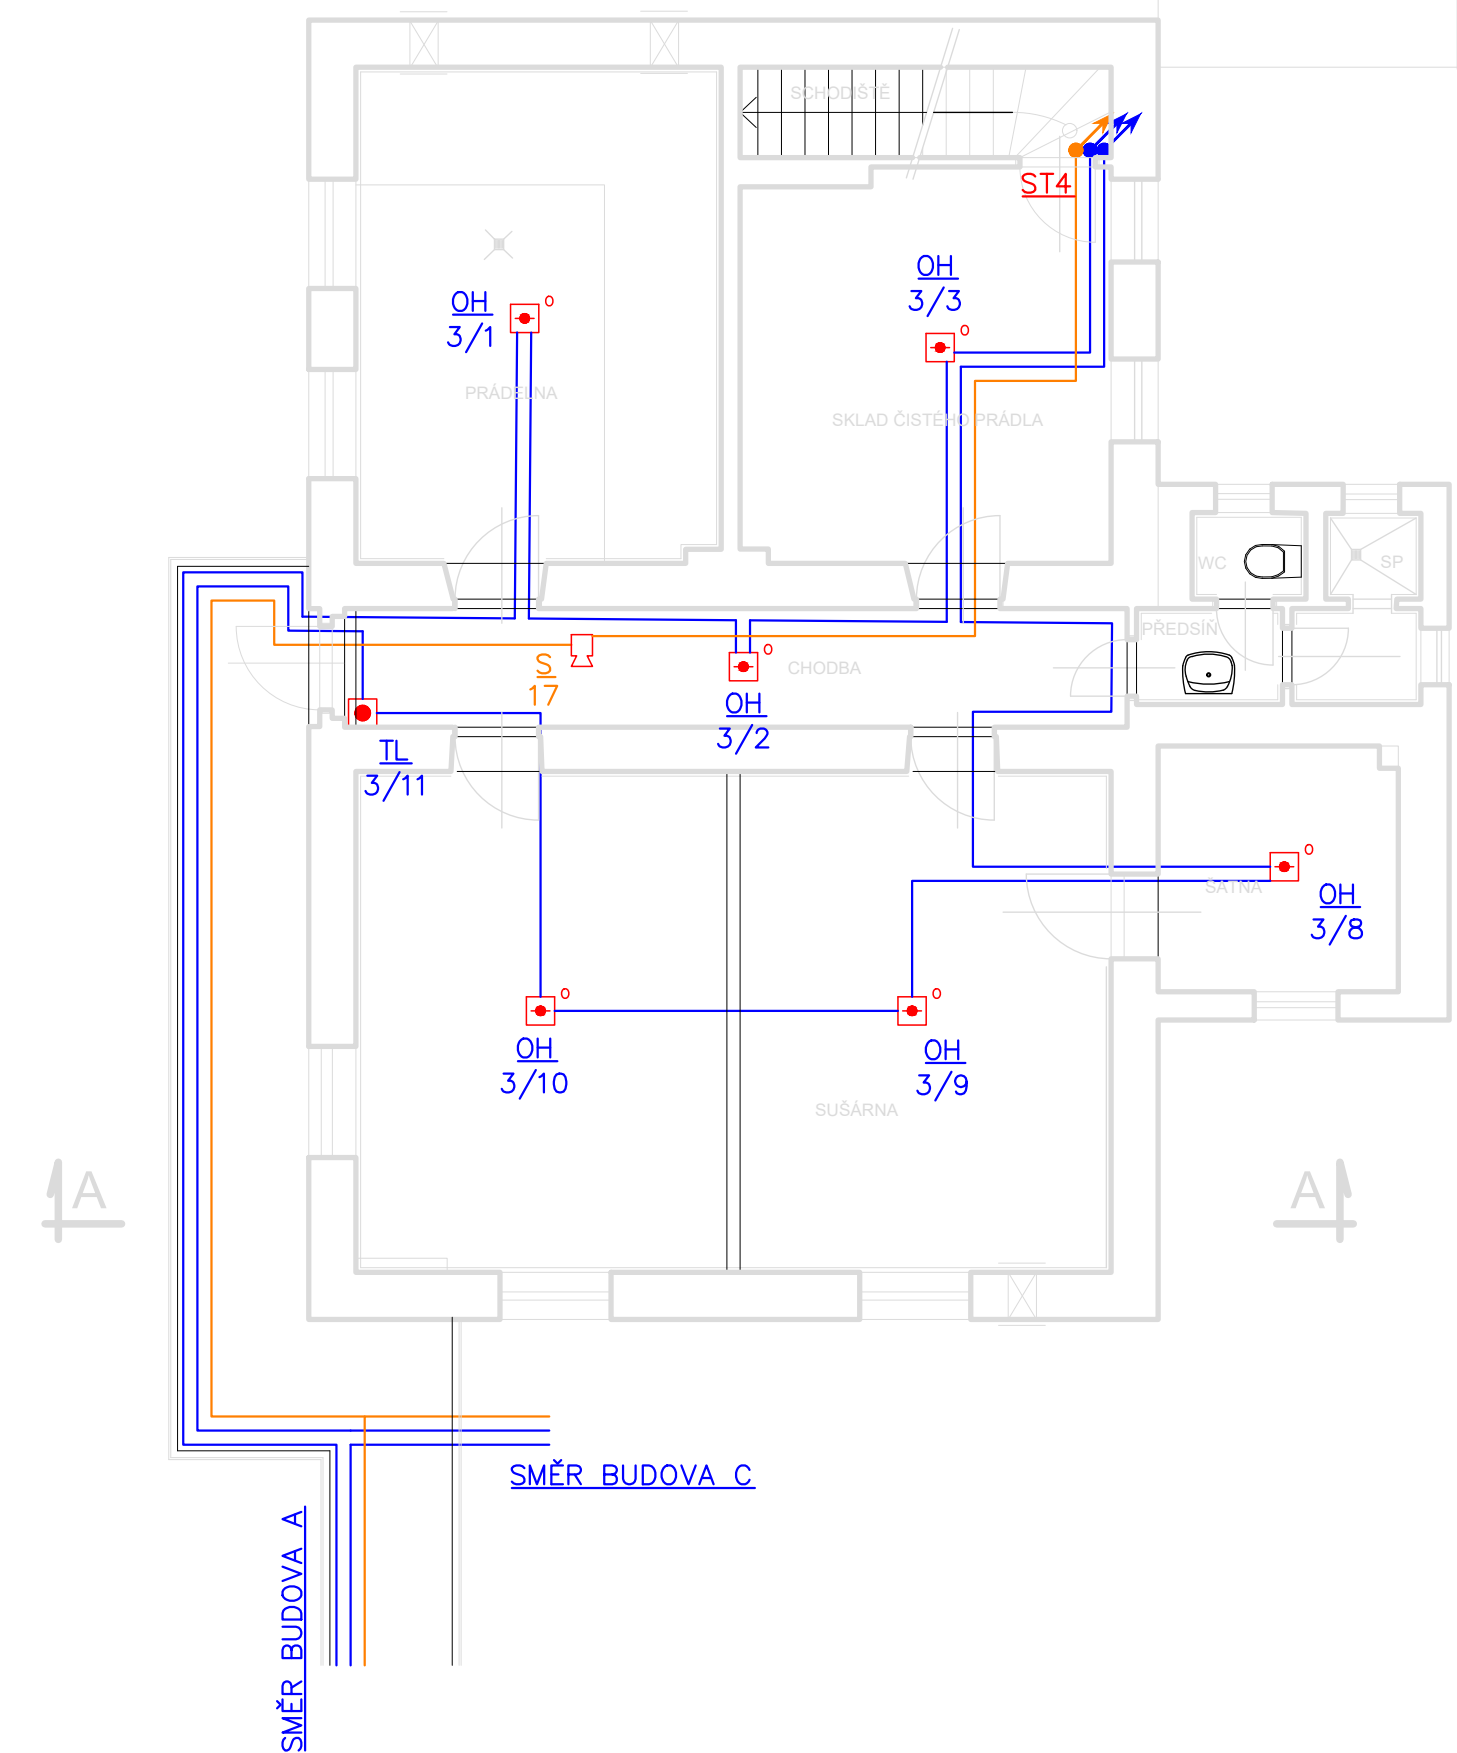 SCHODIŠTĚ
ST4
OH
3/3
OH
3/1
PRÁDELNA
SKLAD ČISTÉHO PRÁDLA
WC
SP
PŘEDSÍŇ
S
17
CHODBA
OH
3/2
TL
3/11
ŠATNA
OH
3/8
OH
3/10
OH
3/9
SUŠÁRNA
A
A
SMĚR BUDOVA C
SMĚR BUDOVA A